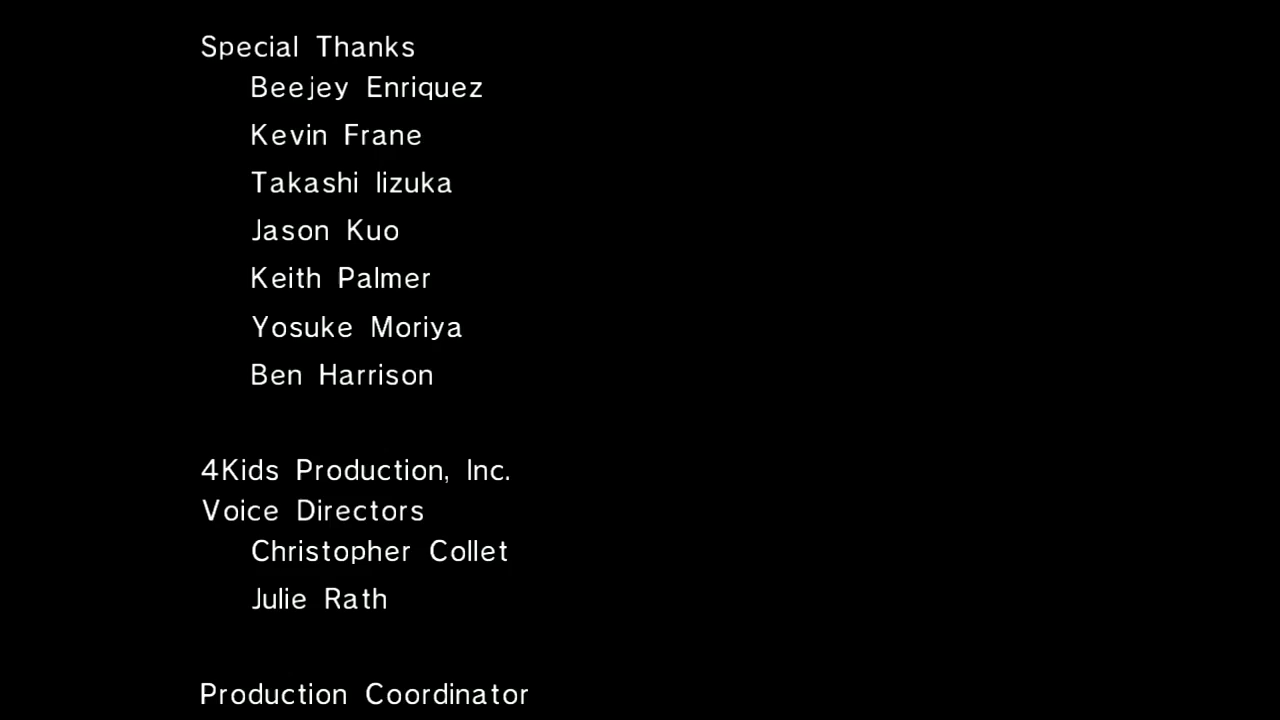 Special Thanks
Beejey Enriquez
Kevin Frane
Takashi Iizuka
Jason Kuo
Keith Palmer
Yosuke Moriya
Ben Harrison
4Kids Production, Inc.
Voice Directors
Christopher Collet
Julie Rath
Production Coordinator